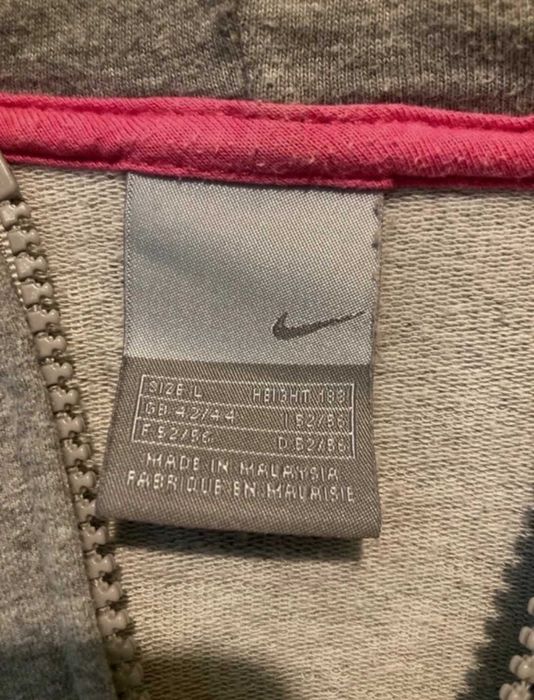 SIZE L HEIGHT 183
GB 42/44 I 52/56
F 52/56 D 52/56
MADE IN MALAYSIA
FABRIQUE EN MALAISIE